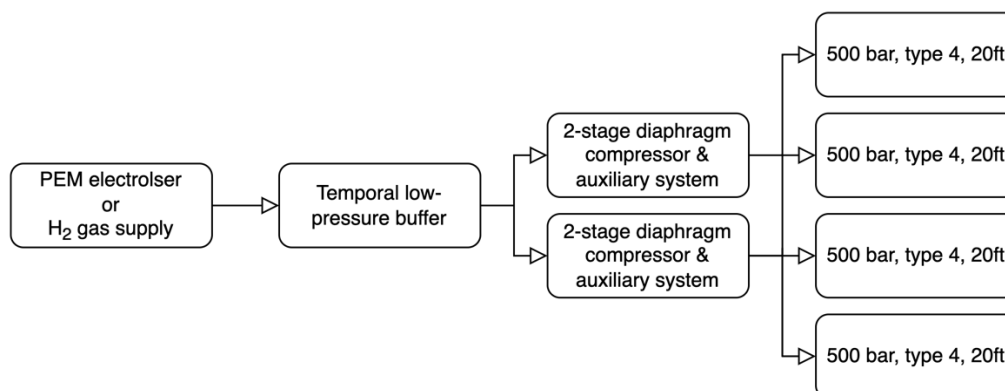 PEM electrolser
or
H₂ gas supply
Temporal low-
pressure buffer
2-stage diaphragm
compressor &
auxiliary system
2-stage diaphragm
compressor &
auxiliary system
500 bar, type 4, 20ft
500 bar, type 4, 20ft
500 bar, type 4, 20ft
500 bar, type 4, 20ft